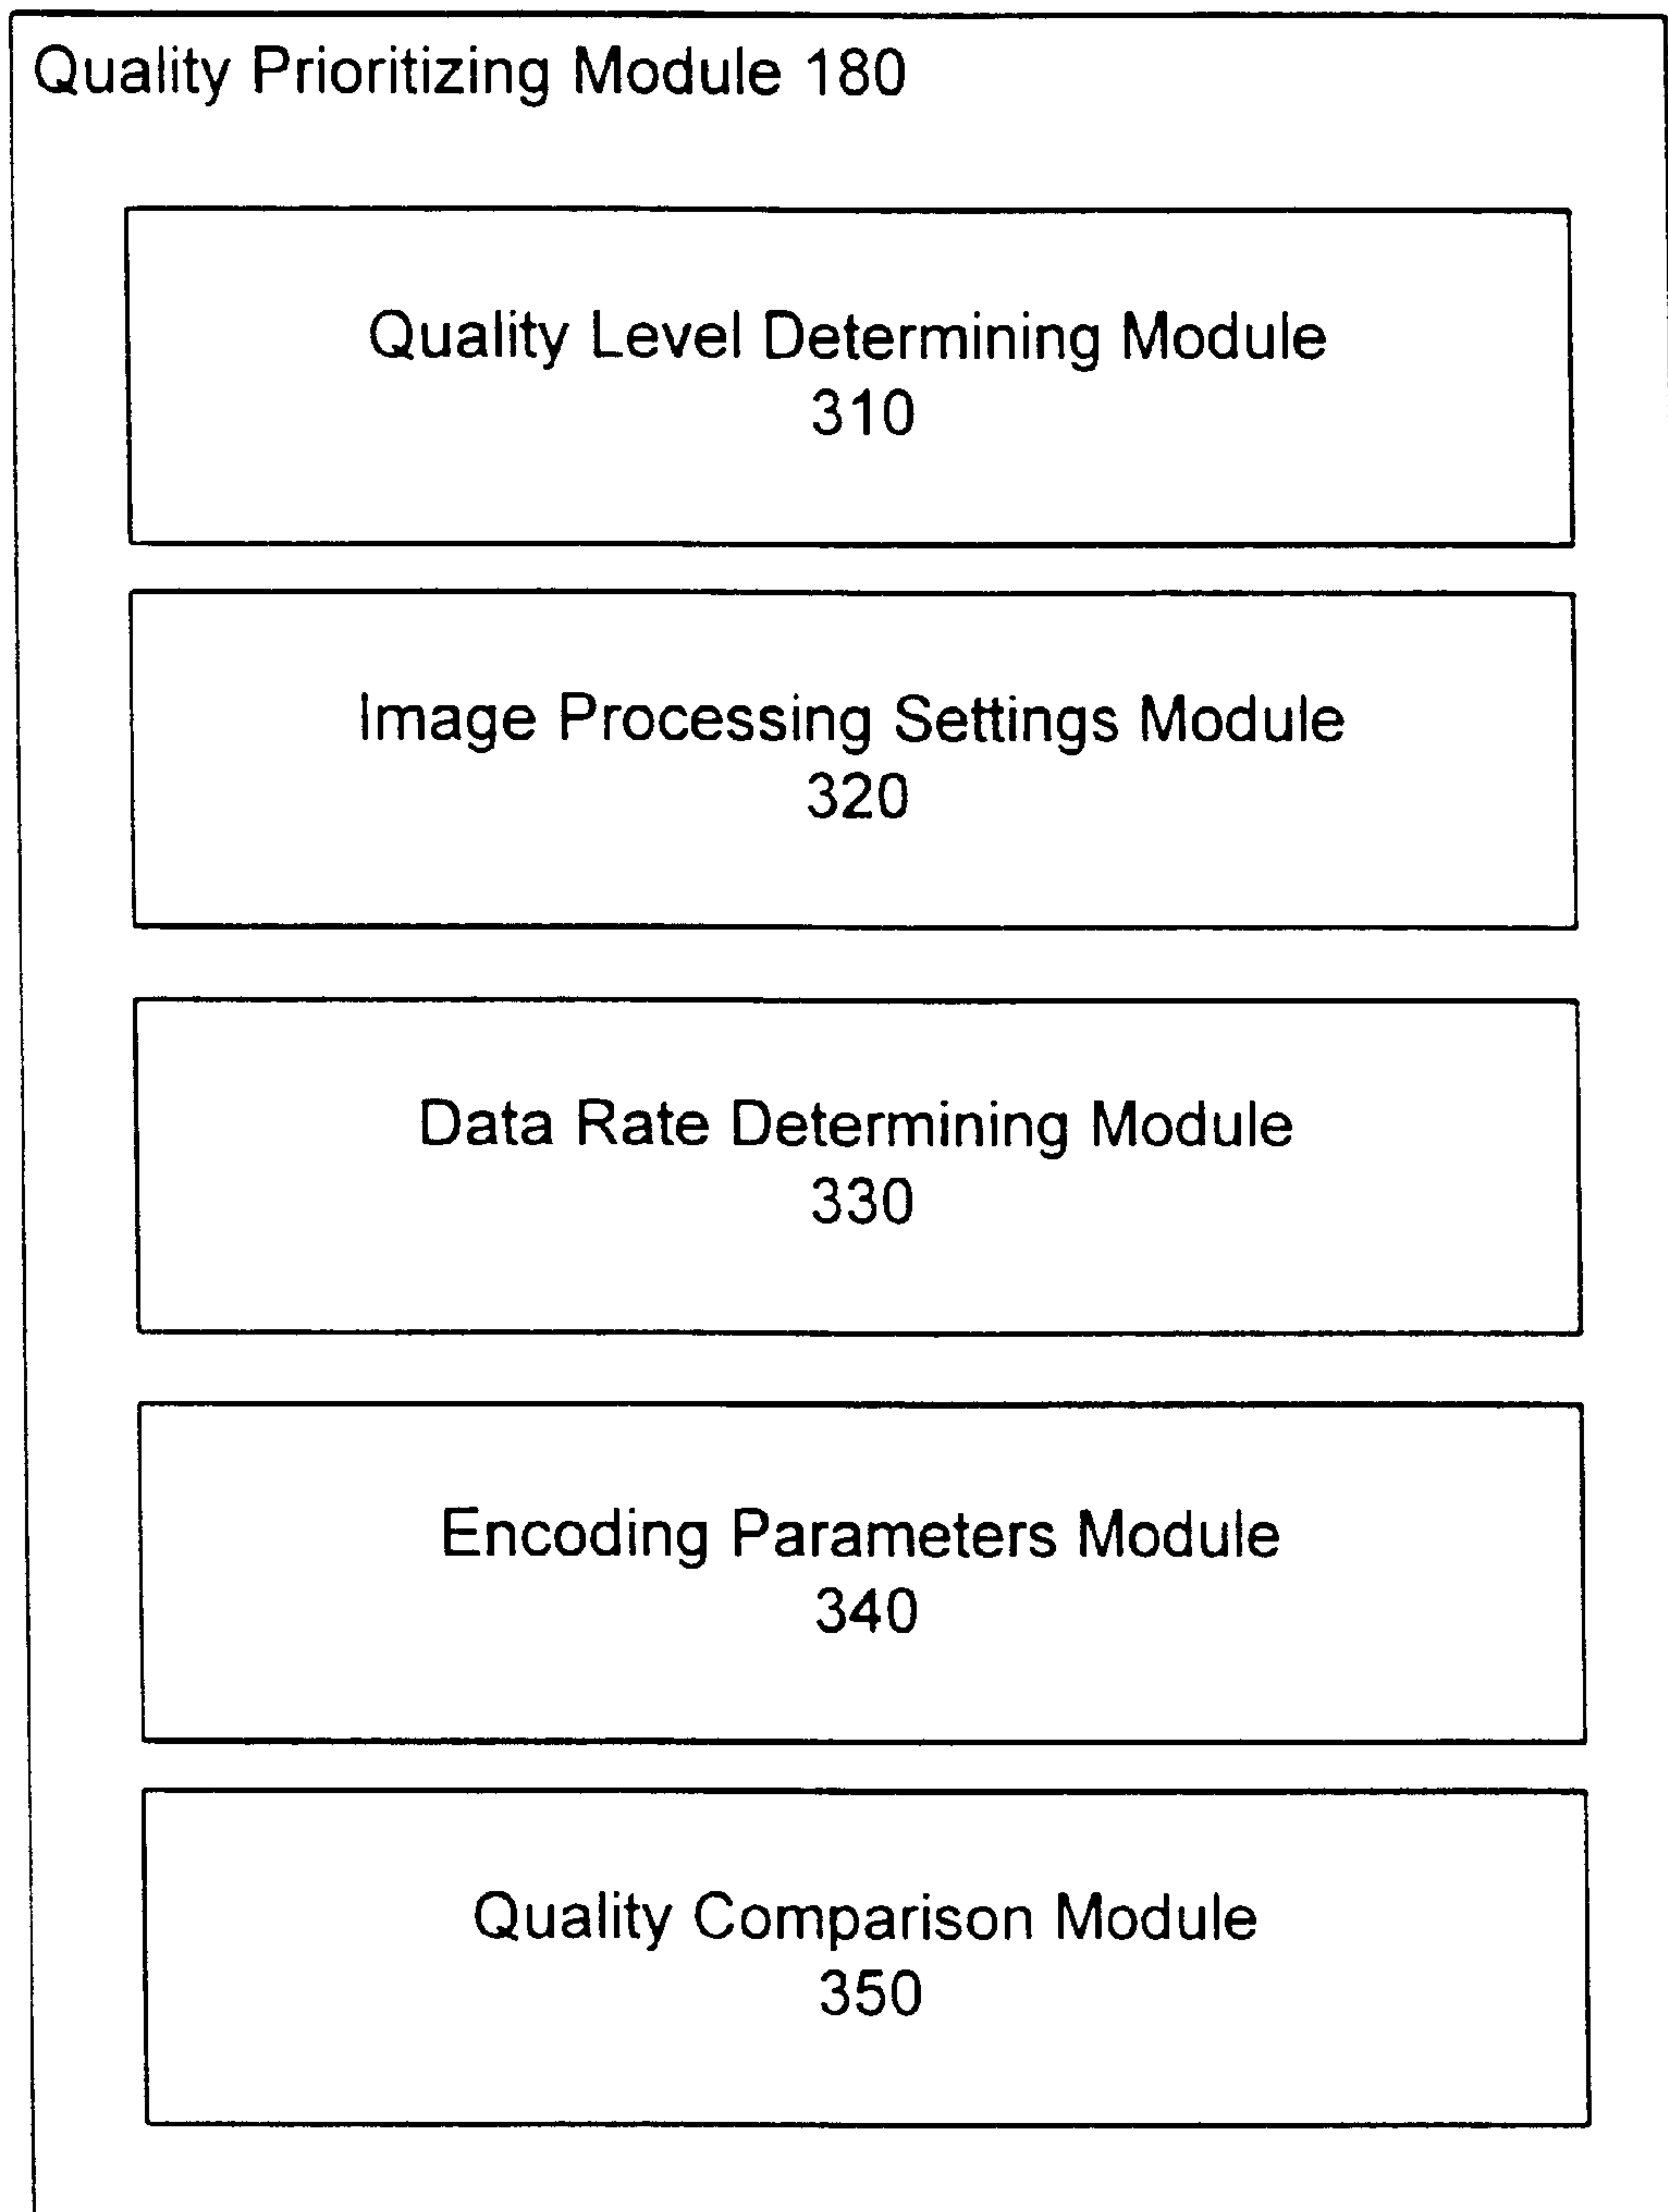 Quality Prioritizing Module 180
Quality Level Determining Module
310
Image Processing Settings Module
320
Data Rate Determining Module
330
Encoding Parameters Module
340
Quality Comparison Module
350